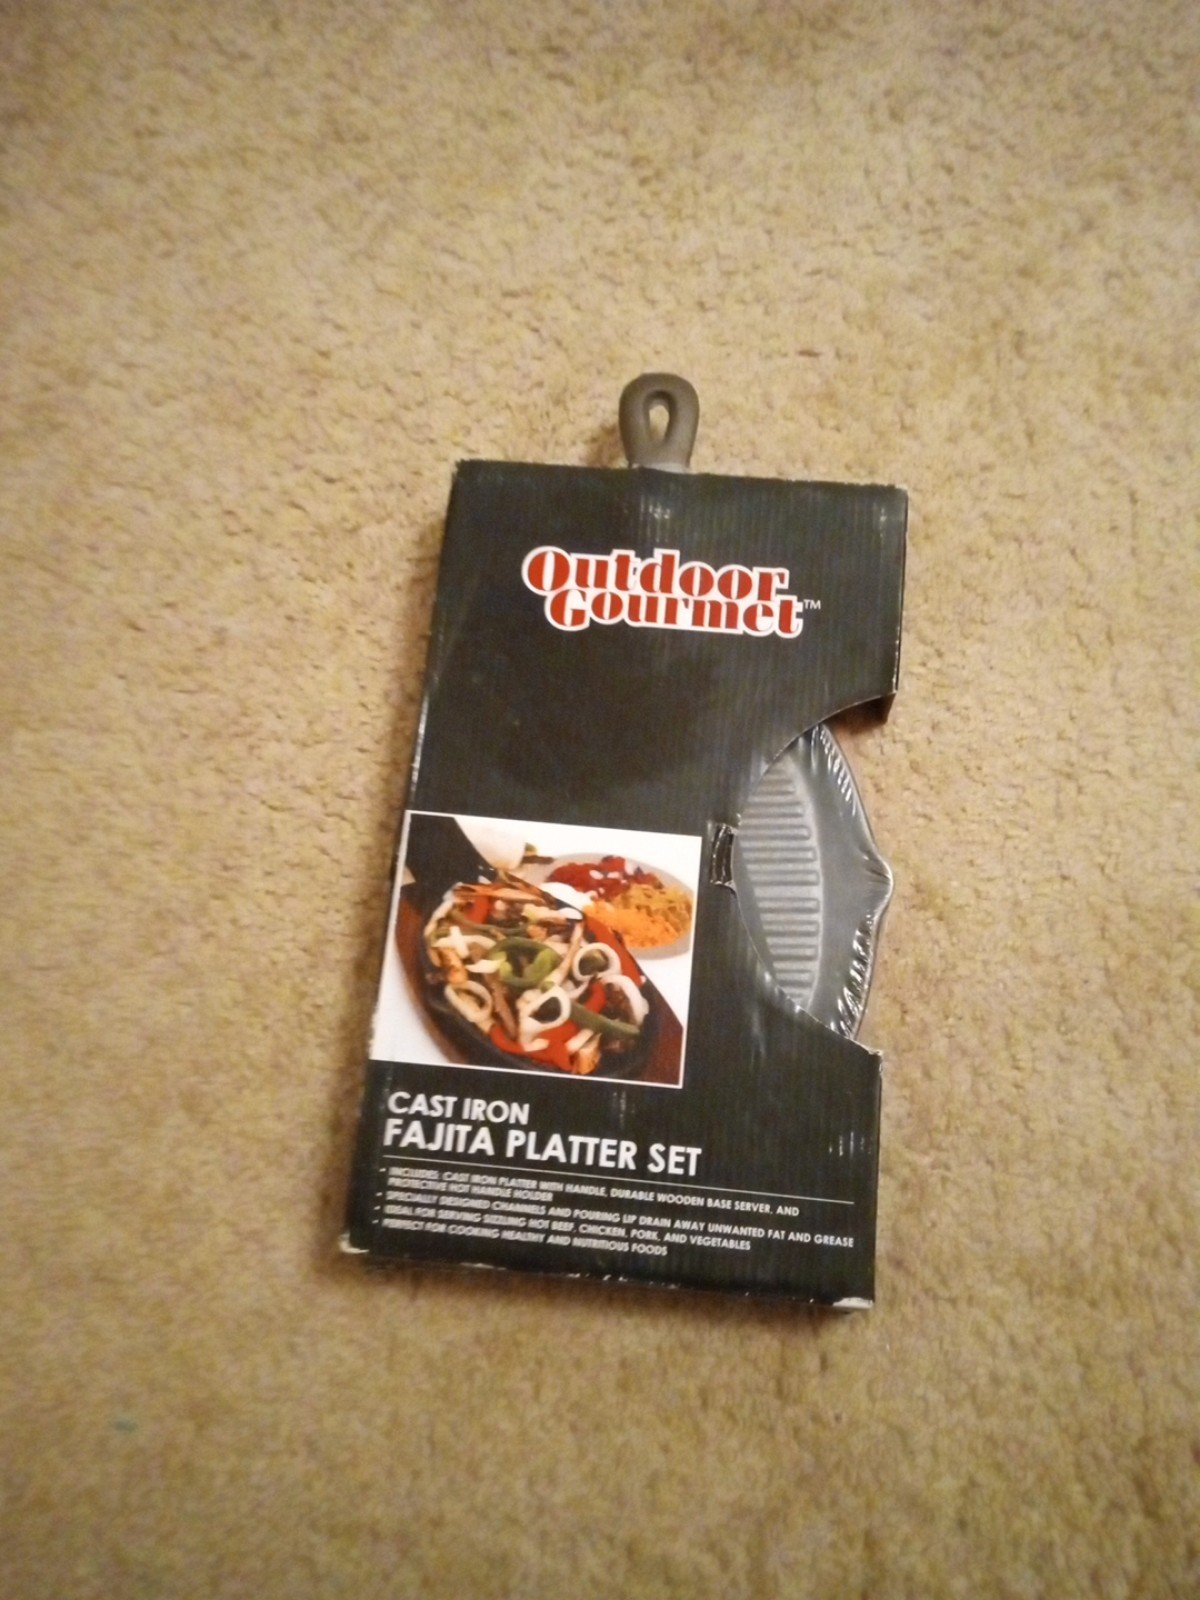 Outdoor
Gourmet™
CAST IRON
FAJITA PLATTER SET
- INCLUDES: CAST IRON PLATTER WITH HANDLE, DURABLE WOODEN BASE SERVER, AND
PROTECTIVE HOT HANDLE HOLDER
- SPECIALLY DESIGNED CHANNELS AND POURING LIP DRAIN AWAY UNWANTED FAT AND GREASE
- IDEAL FOR SERVING SIZZLING HOT BEEF, CHICKEN, PORK, AND VEGETABLES
- PERFECT FOR COOKING HEALTHY AND NUTRITIOUS FOODS